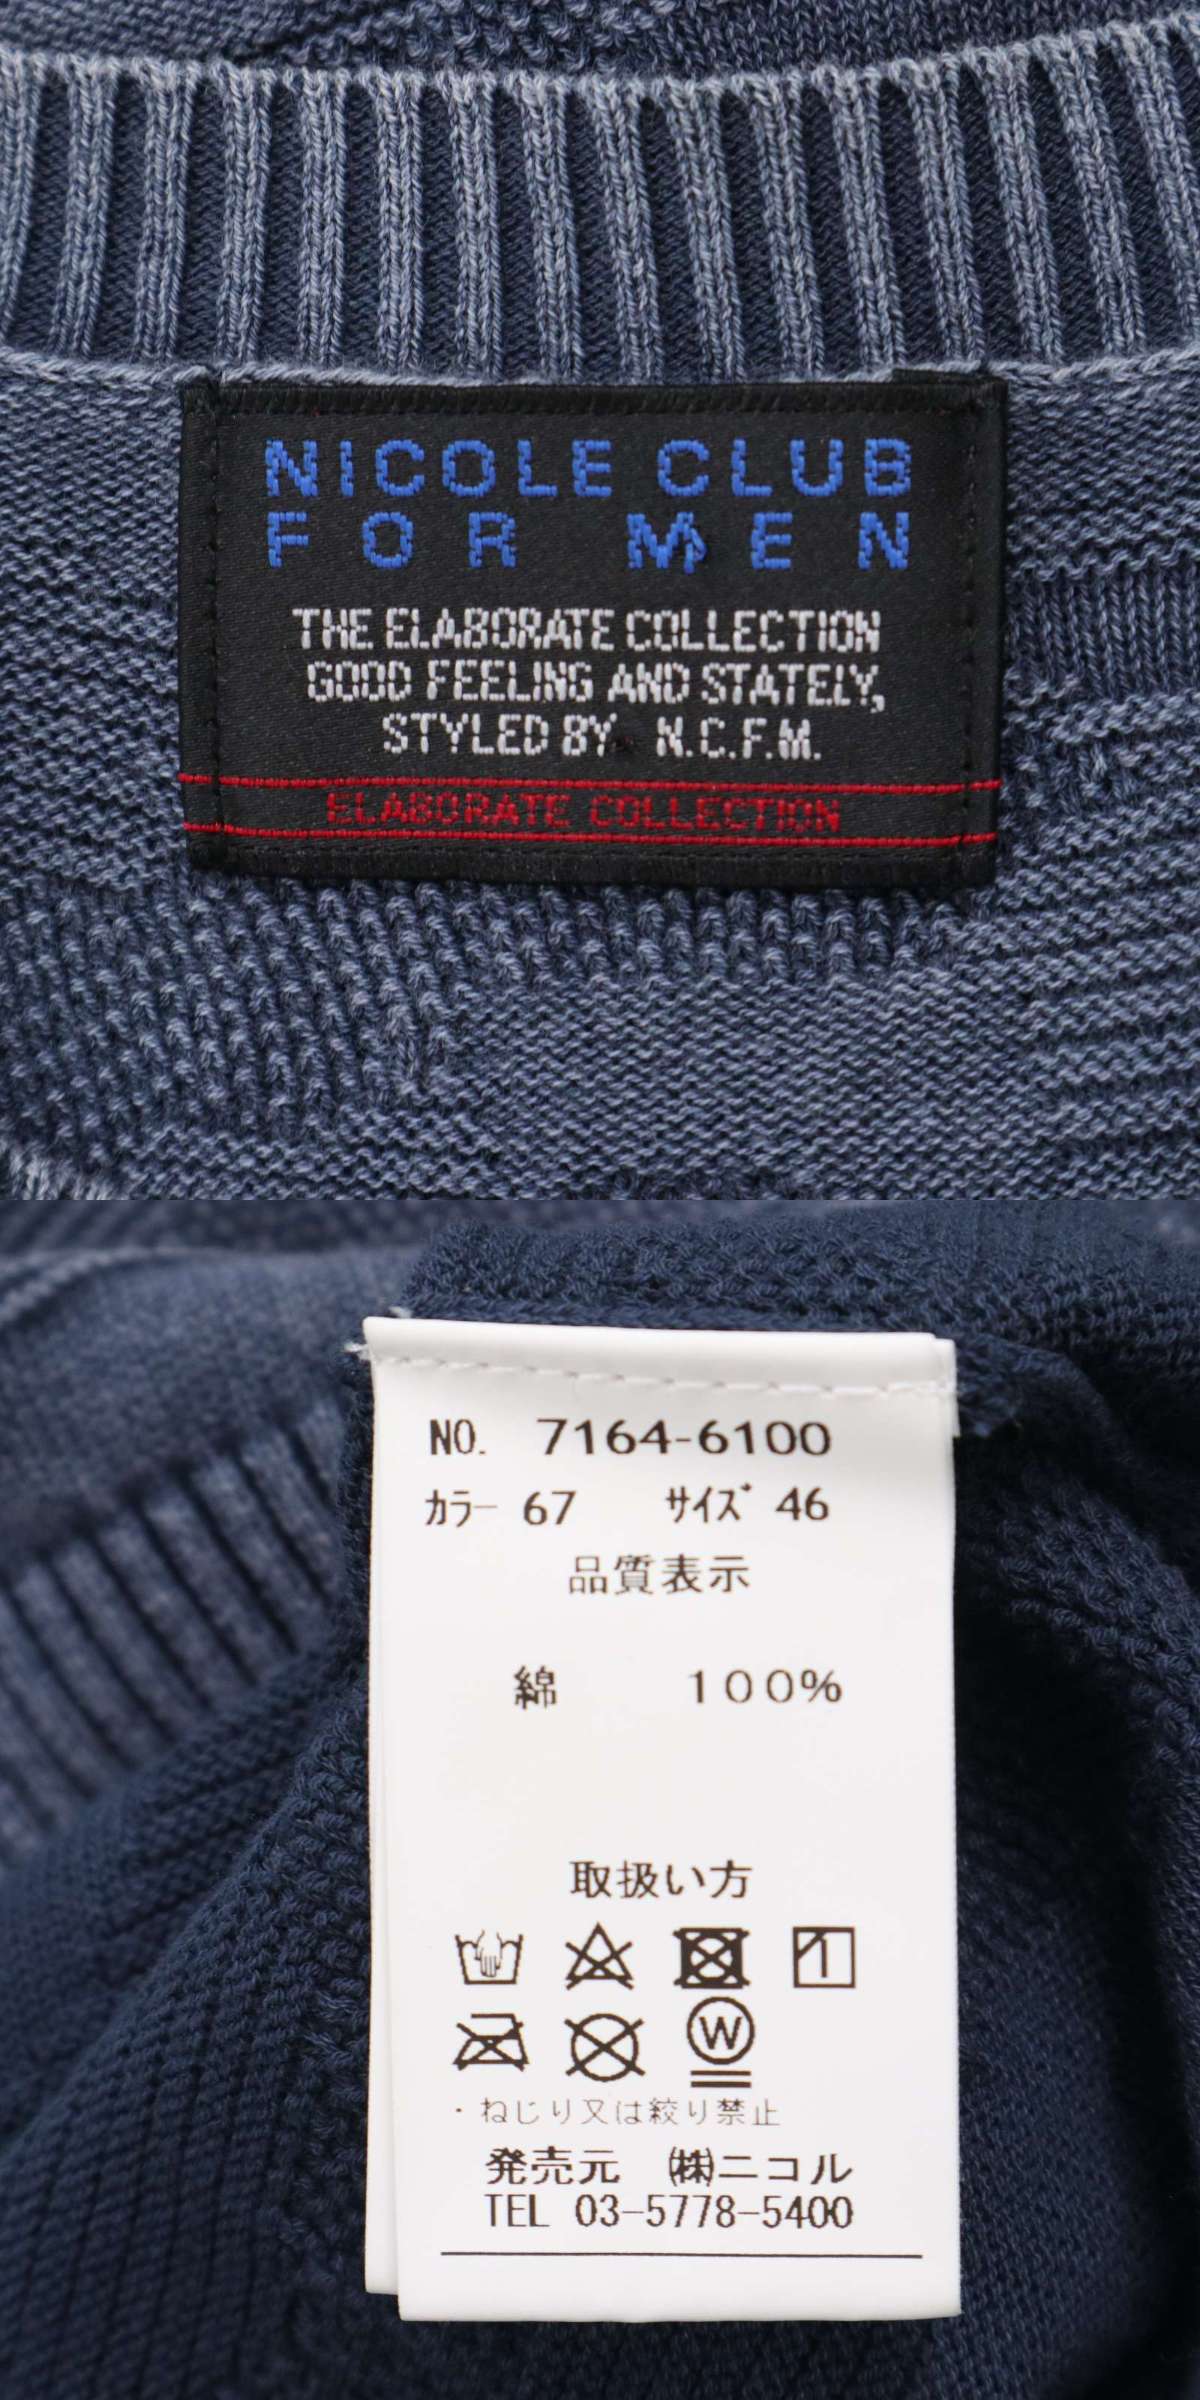 NICOLE CLUB
FOR MEN
THE ELABORATE COLLECTION
GOOD FEELING AND STATELY,
STYLED BY N.C.F.M.
ELABORATE COLLECTION
NO. 7164-6100
ｶﾗｰ 67 ｻｲｽﾞ 46
品質表示
綿 100%
取扱い方
W
・ねじり又は絞り禁止
発売元 ㈱ニコル
TEL 03-5778-5400